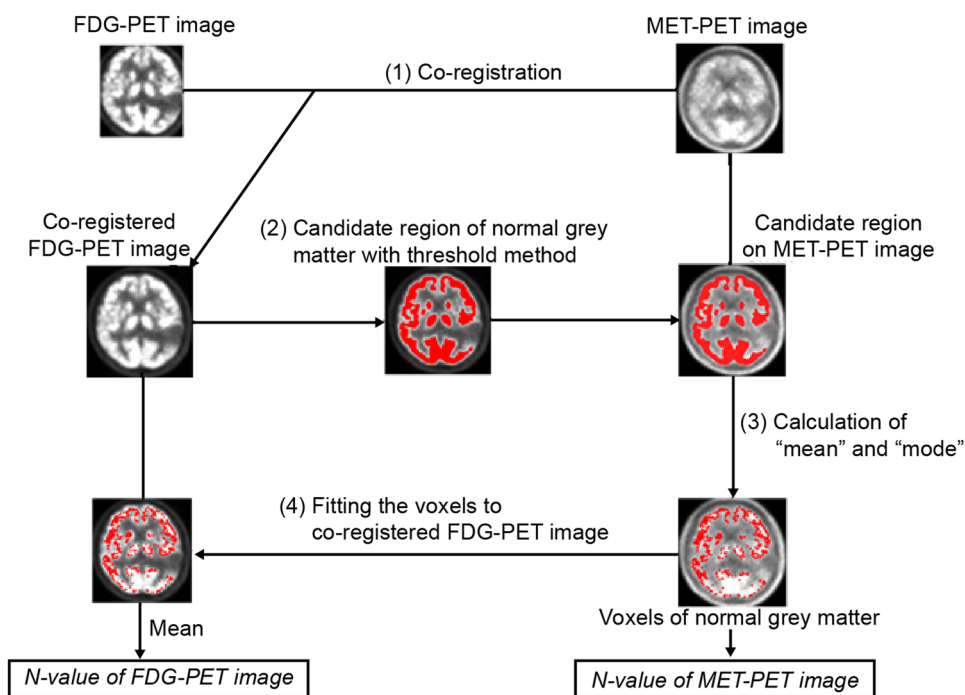 FDG-PET image
MET-PET image
(1) Co-registration
Co-registered
FDG-PET image
(2) Candidate region of normal grey
matter with threshold method
Candidate region
on MET-PET image
(3) Calculation of
“mean” and “mode”
(4) Fitting the voxels to
co-registered FDG-PET image
Voxels of normal grey matter
Mean
N-value of FDG-PET image
N-value of MET-PET image